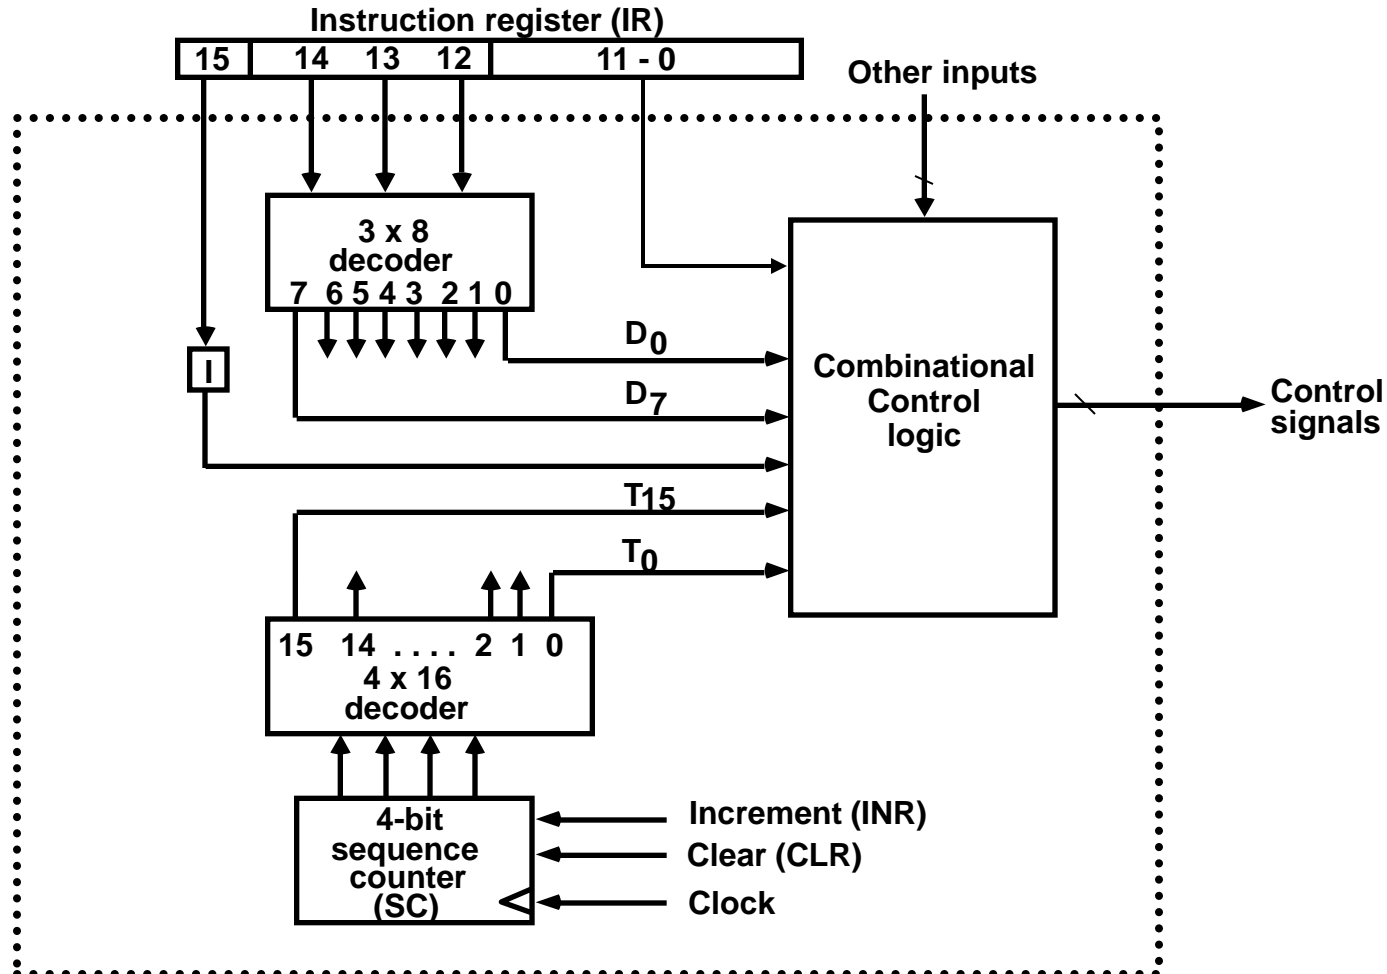 Instruction register (IR)
15 14 13 12 11 - 0
Other inputs
3 x 8
decoder
7 6 5 4 3 2 1 0
D0
I
D7
Combinational
Control
logic
Control
signals
T15
T0
15 14 . . . . 2 1 0
4 x 16
decoder
4-bit
sequence
counter
(SC)
Increment (INR)
Clear (CLR)
Clock